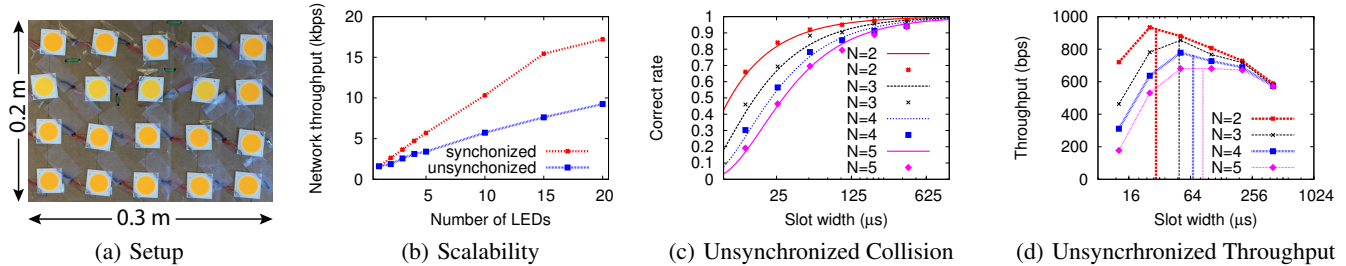 0.2 m
0.3 m
(a) Setup
Network throughput (kbps)
20
15
10
5
0
synchonized
unsynchronized
5 10 15 20
Number of LEDs
(b) Scalability
Correct rate
1
0.9
0.8
0.7
0.6
0.5
0.4
0.3
0.2
0.1
0
N=2
N=2
N=3
N=3
N=4
N=4
N=5
N=5
25 125 625
Slot width (μs)
(c) Unsynchronized Collision
Throughput (bps)
1000
800
600
400
200
0
N=2
N=3
N=4
N=5
16 64 256 1024
Slot width (μs)
(d) Unsyncrhronized Throughput